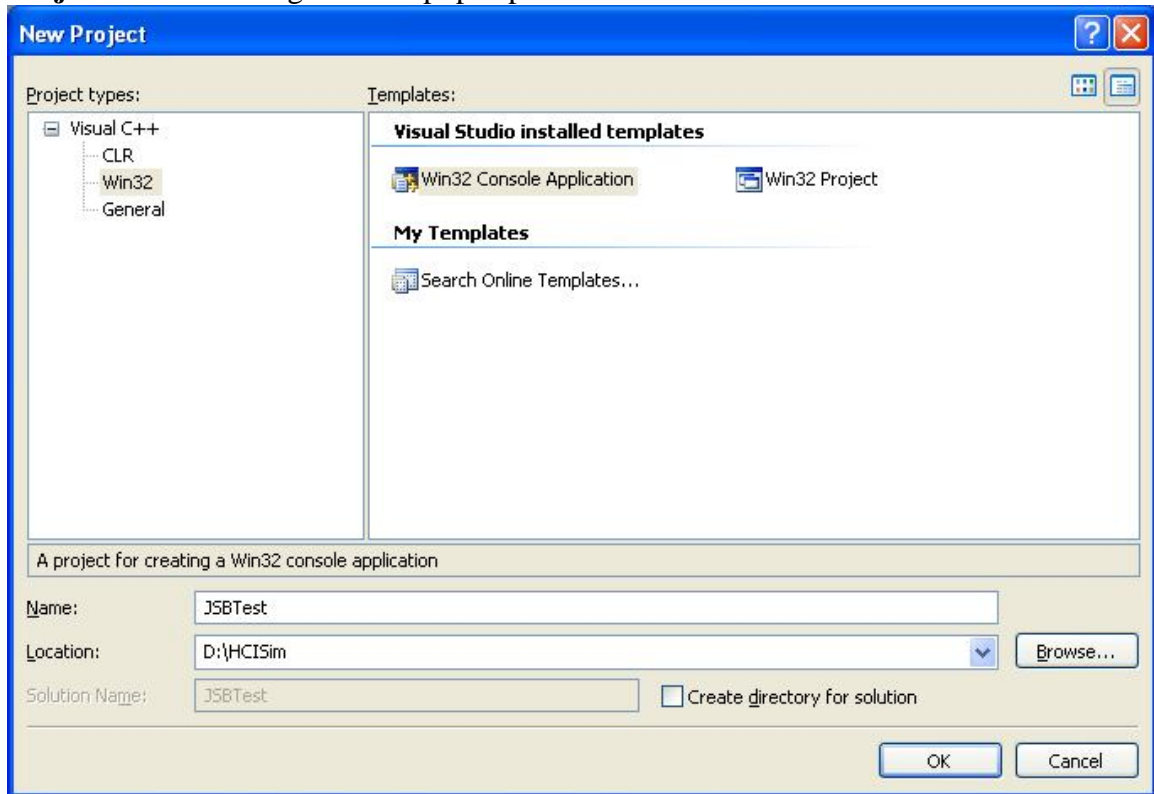 New Project
Project types:
Templates:
Visual C++
CLR
Win32
General
Visual Studio installed templates
Win32 Console Application
Win32 Project
My Templates
Search Online Templates...
A project for creating a Win32 console application
Name:
JSBTest
Location:
D:\HCISim
Browse...
Solution Name:
JSBTest
Create directory for solution
OK
Cancel